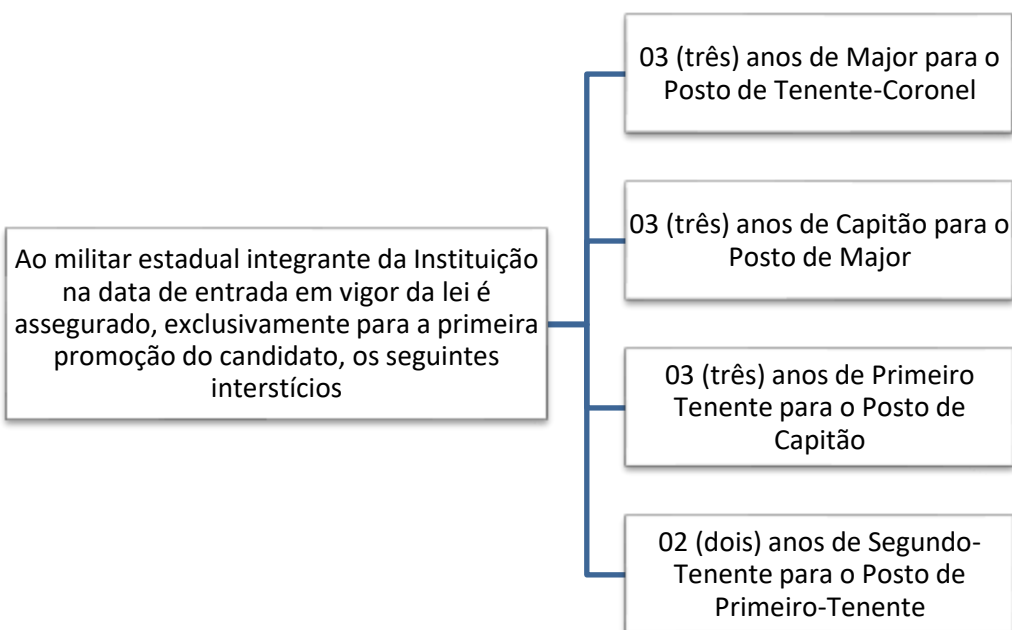 Ao militar estadual integrante da Instituição
na data de entrada em vigor da lei é
assegurado, exclusivamente para a primeira
promoção do candidato, os seguintes
interstícios
03 (três) anos de Major para o
Posto de Tenente-Coronel
03 (três) anos de Capitão para o
Posto de Major
03 (três) anos de Primeiro
Tenente para o Posto de
Capitão
02 (dois) anos de Segundo-
Tenente para o Posto de
Primeiro-Tenente